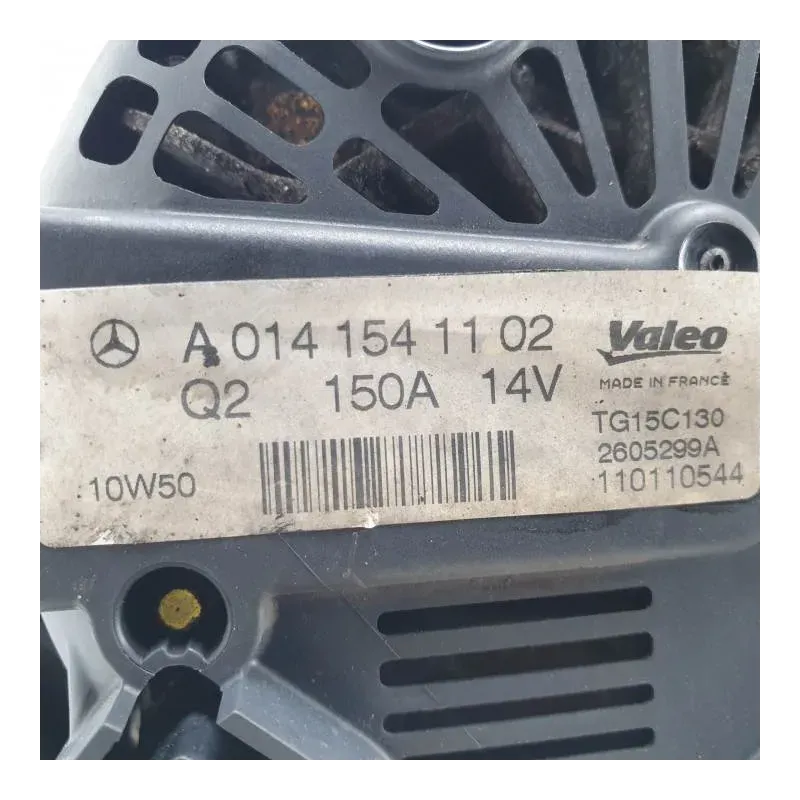 A 014 154 11 02
Q2 150A 14V
10W50
Valeo
MADE IN FRANCE
TG15C130
2605299A
110110544